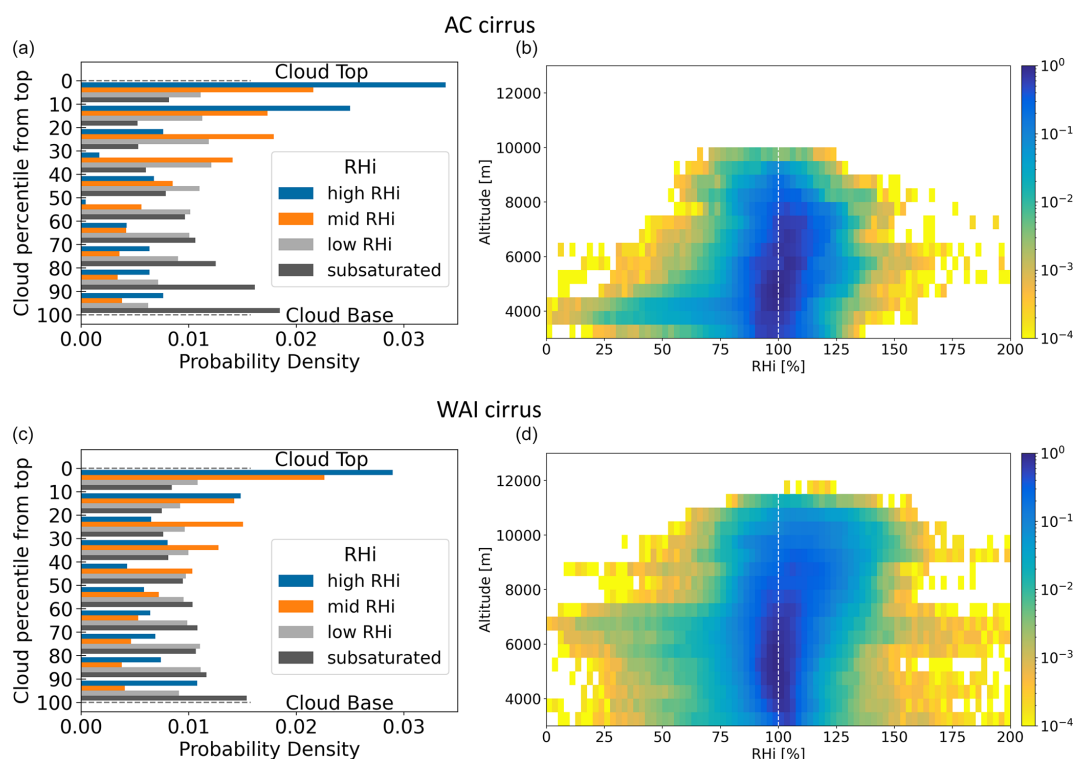 AC cirrus
(a)
Cloud percentile from top
0
10
20
30
40
50
60
70
80
90
100
Cloud Top
RHi
high RHi
mid RHi
low RHi
subsaturated
Cloud Base
0.00 0.01 0.02 0.03
Probability Density
(b)
Altitude [m]
12000
10000
8000
6000
4000
0 25 50 75 100 125 150 175 200
RHi [%]
10⁰
10⁻¹
10⁻²
10⁻³
10⁻⁴
WAI cirrus
(c)
Cloud percentile from top
0
10
20
30
40
50
60
70
80
90
100
Cloud Top
RHi
high RHi
mid RHi
low RHi
subsaturated
Cloud Base
0.00 0.01 0.02 0.03
Probability Density
(d)
Altitude [m]
12000
10000
8000
6000
4000
0 25 50 75 100 125 150 175 200
RHi [%]
10⁰
10⁻¹
10⁻²
10⁻³
10⁻⁴